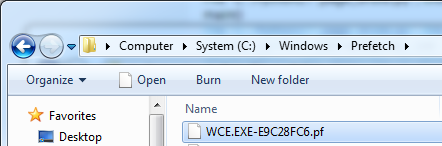 Computer ▸ System (C:) ▸ Windows ▸ Prefetch ▸
Organize ▾ Open Burn New folder
Favorites
Desktop
Name
WCE.EXE-E9C28FC6.pf